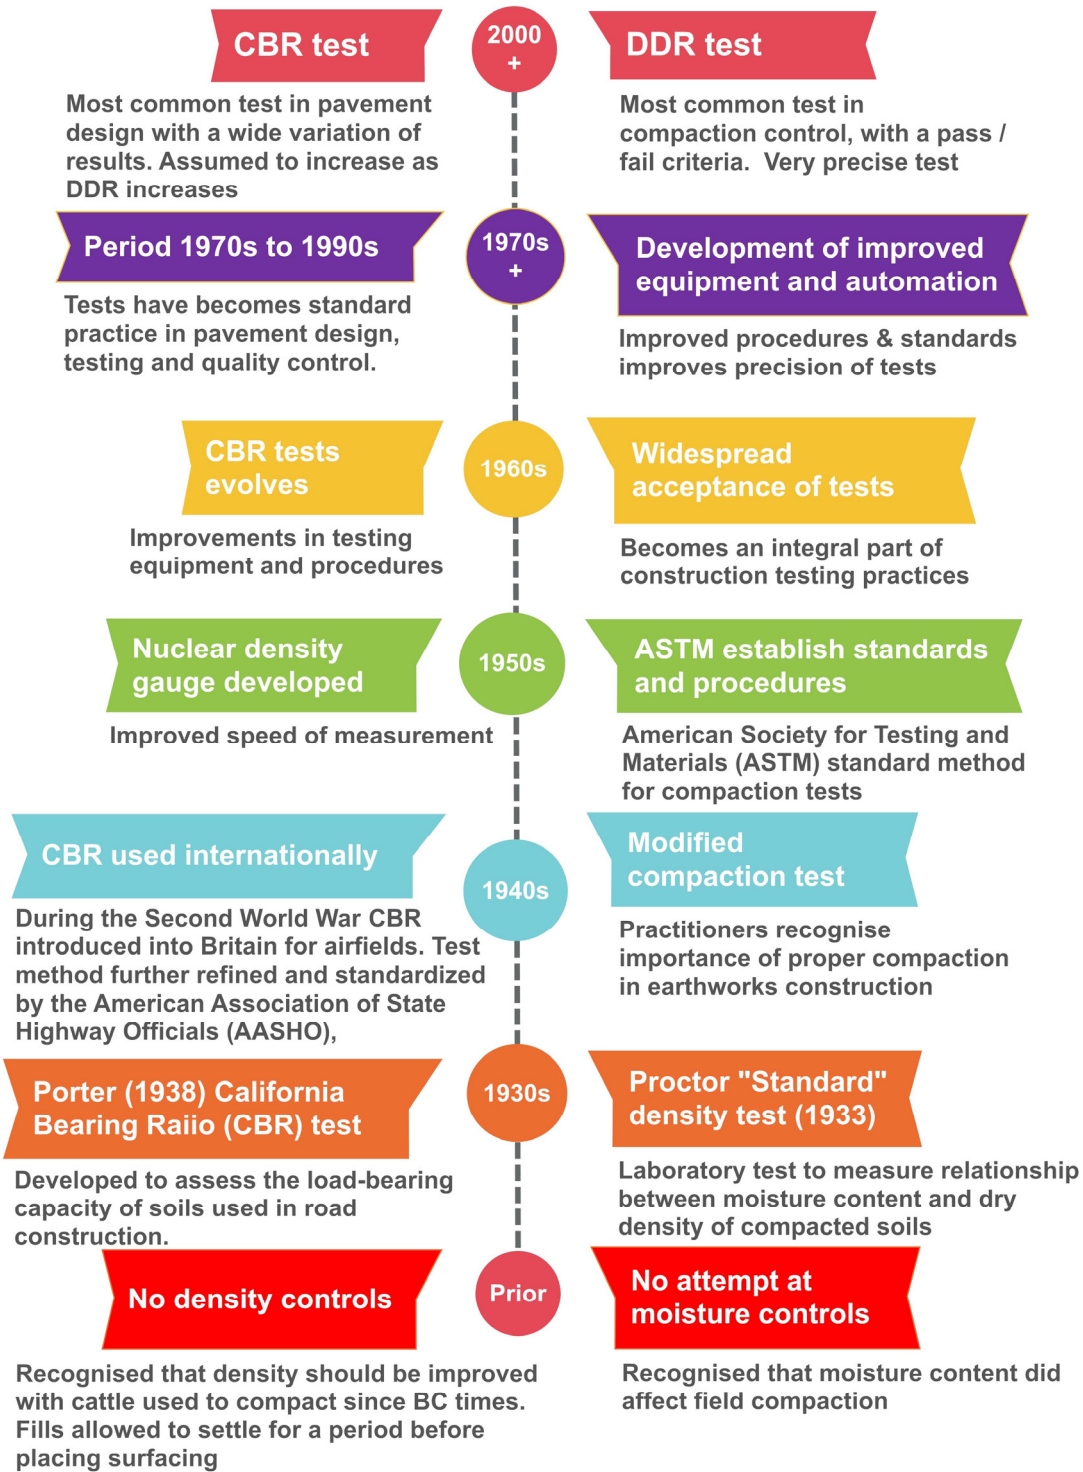 CBR test
2000
+
DDR test
Most common test in pavement
design with a wide variation of
results. Assumed to increase as
DDR increases
Most common test in
compaction control, with a pass /
fail criteria.  Very precise test
Period 1970s to 1990s
1970s
+
Development of improved
equipment and automation
Tests have becomes standard
practice in pavement design,
testing and quality control.
Improved procedures & standards
improves precision of tests
CBR tests
evolves
1960s
Widespread
acceptance of tests
Improvements in testing
equipment and procedures
Becomes an integral part of
construction testing practices
Nuclear density
gauge developed
1950s
ASTM establish standards
and procedures
Improved speed of measurement
American Society for Testing and
Materials (ASTM) standard method
for compaction tests
CBR used internationally
1940s
Modified
compaction test
During the Second World War CBR
introduced into Britain for airfields. Test
method further refined and standardized
by the American Association of State
Highway Officials (AASHO),
Practitioners recognise
importance of proper compaction
in earthworks construction
Porter (1938) California
Bearing Raiio (CBR) test
1930s
Proctor "Standard"
density test (1933)
Developed to assess the load-bearing
capacity of soils used in road
construction.
Laboratory test to measure relationship
between moisture content and dry
density of compacted soils
No density controls
Prior
No attempt at
moisture controls
Recognised that density should be improved
with cattle used to compact since BC times.
Fills allowed to settle for a period before
placing surfacing
Recognised that moisture content did
affect field compaction